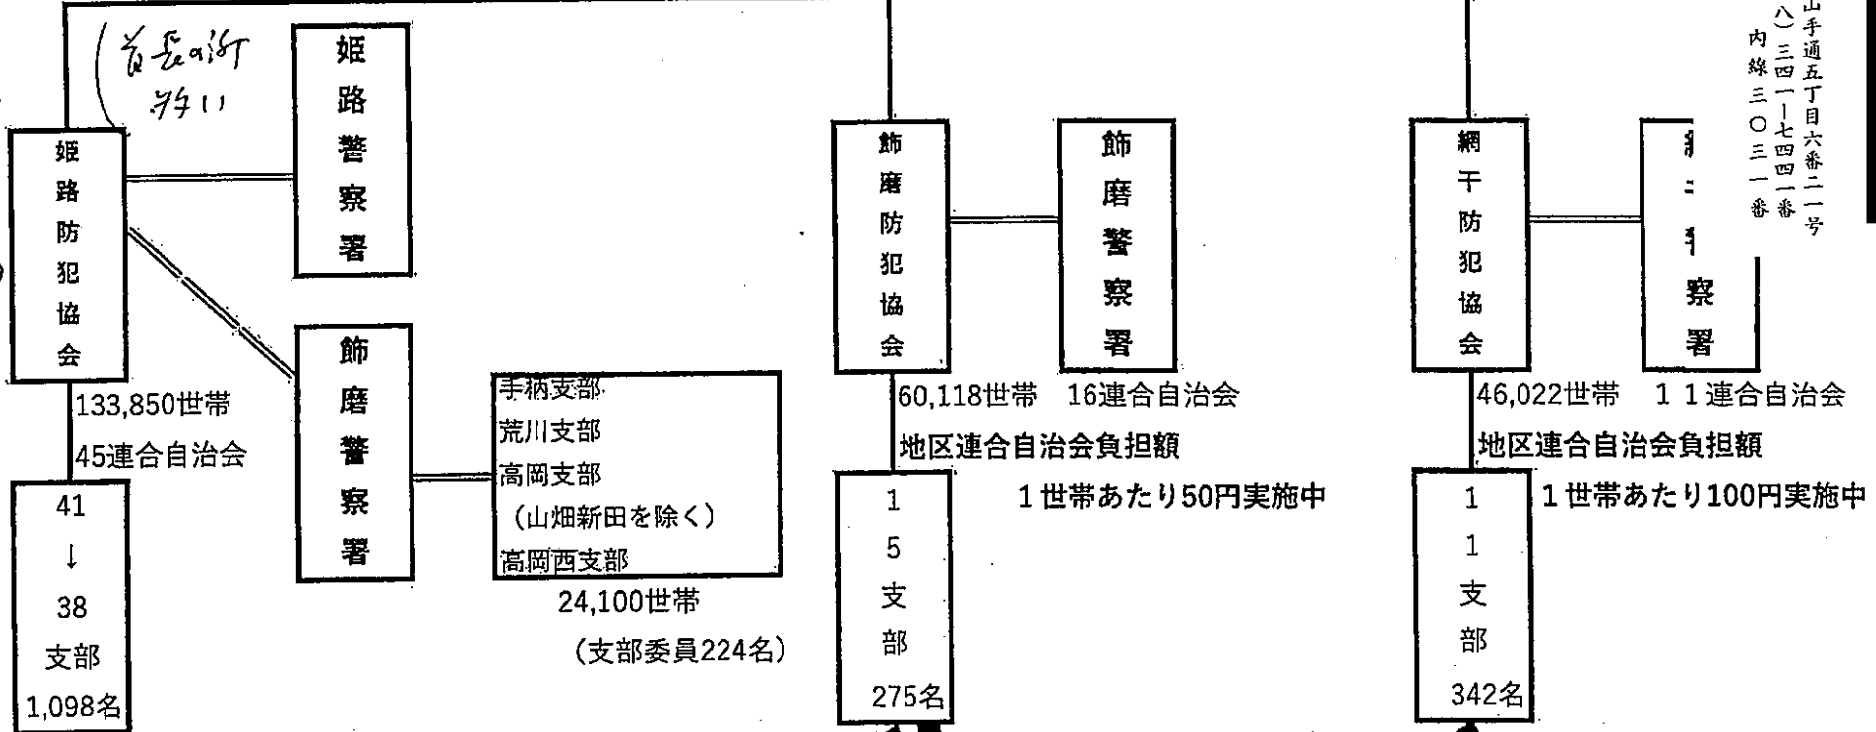 姫路防犯協会
姫路警察署
133,850世帯
45連合自治会
41
↓
38
支部
1,098名
飾磨警察署
手柄支部
荒川支部
高岡支部
(山畑新田を除く)
高岡西支部
24,100世帯
(支部委員224名)
飾磨防犯協会
飾磨警察署
60,118世帯 16連合自治会
地区連合自治会負担額
1世帯あたり50円実施中
15支部
275名
網干防犯協会
察署
46,022世帯 11連合自治会
地区連合自治会負担額
1世帯あたり100円実施中
11支部
342名
山手通五丁目六番二一号
八)三四一ー七四四一番
内線三〇三一番